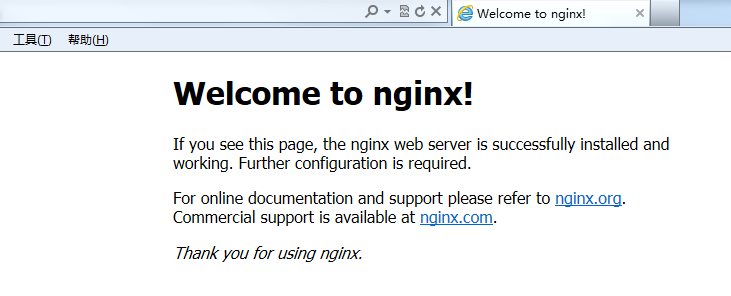 Welcome to nginx!
工具(T) 帮助(H)
Welcome to nginx!
If you see this page, the nginx web server is successfully installed and
working. Further configuration is required.
For online documentation and support please refer to nginx.org.
Commercial support is available at nginx.com.
Thank you for using nginx.